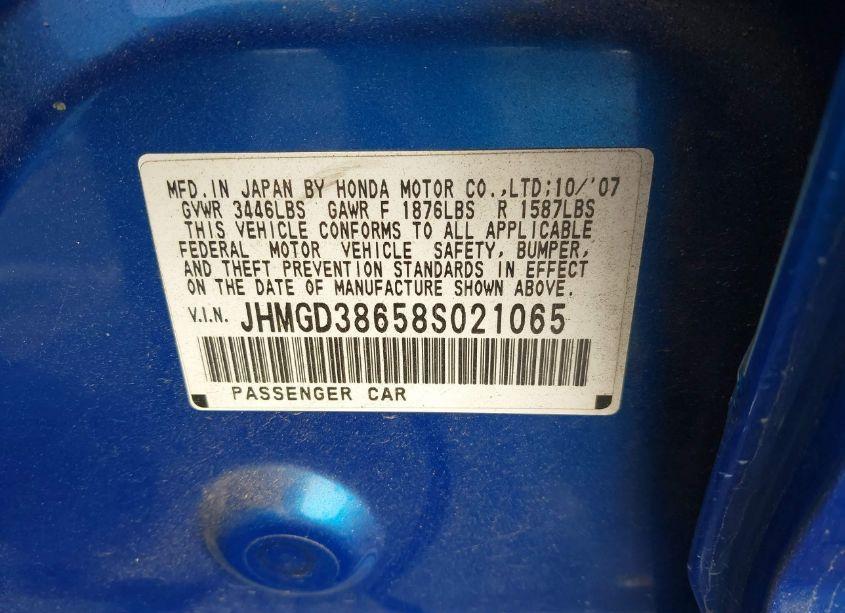 MFD.IN JAPAN BY HONDA MOTOR CO.,LTD;10/'07
GVWR 3446LBS GAWR F 1876LBS R 1587LBS
THIS VEHICLE CONFORMS TO ALL APPLICABLE
FEDERAL MOTOR VEHICLE SAFETY, BUMPER,
AND THEFT PREVENTION STANDARDS IN EFFECT
ON THE DATE OF MANUFACTURE SHOWN ABOVE.
V.I.N. JHMGD38658S021065
PASSENGER CAR